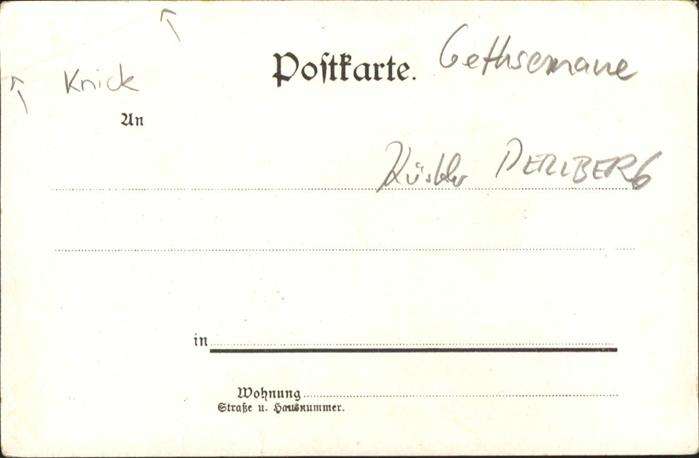 Postkarte. Gethsemane
Knick
An
Künstler PERLBERG
in
Wohnung
Straße u. Hausnummer.